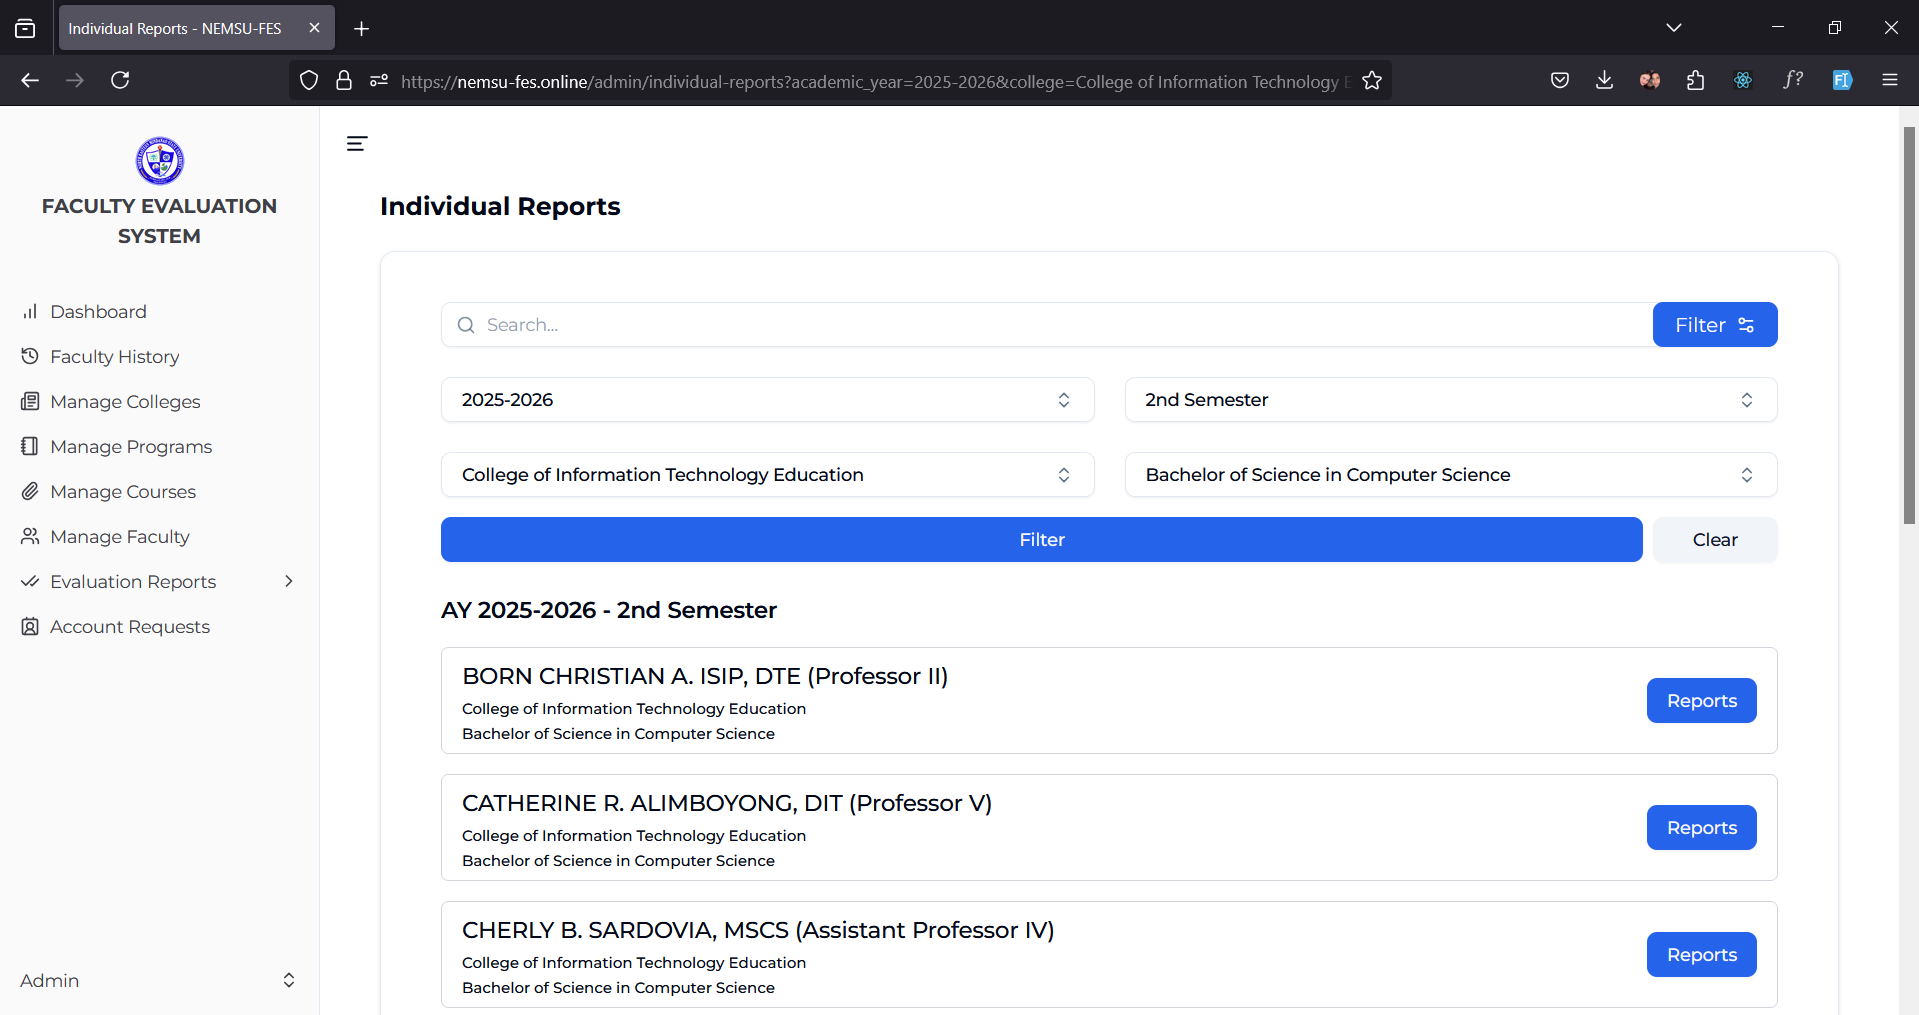 Individual Reports - NEMSU-FES
https://nemsu-fes.online/admin/individual-reports?academic_year=2025-2026&college=College of Information Technology
FACULTY EVALUATION
SYSTEM
Dashboard
Faculty History
Manage Colleges
Manage Programs
Manage Courses
Manage Faculty
Evaluation Reports
Account Requests
Admin
Individual Reports
Search...
Filter
2025-2026
2nd Semester
College of Information Technology Education
Bachelor of Science in Computer Science
Filter
Clear
AY 2025-2026 - 2nd Semester
BORN CHRISTIAN A. ISIP, DTE (Professor II)
College of Information Technology Education
Bachelor of Science in Computer Science
Reports
CATHERINE R. ALIMBOYONG, DIT (Professor V)
College of Information Technology Education
Bachelor of Science in Computer Science
Reports
CHERLY B. SARDOVIA, MSCS (Assistant Professor IV)
College of Information Technology Education
Bachelor of Science in Computer Science
Reports